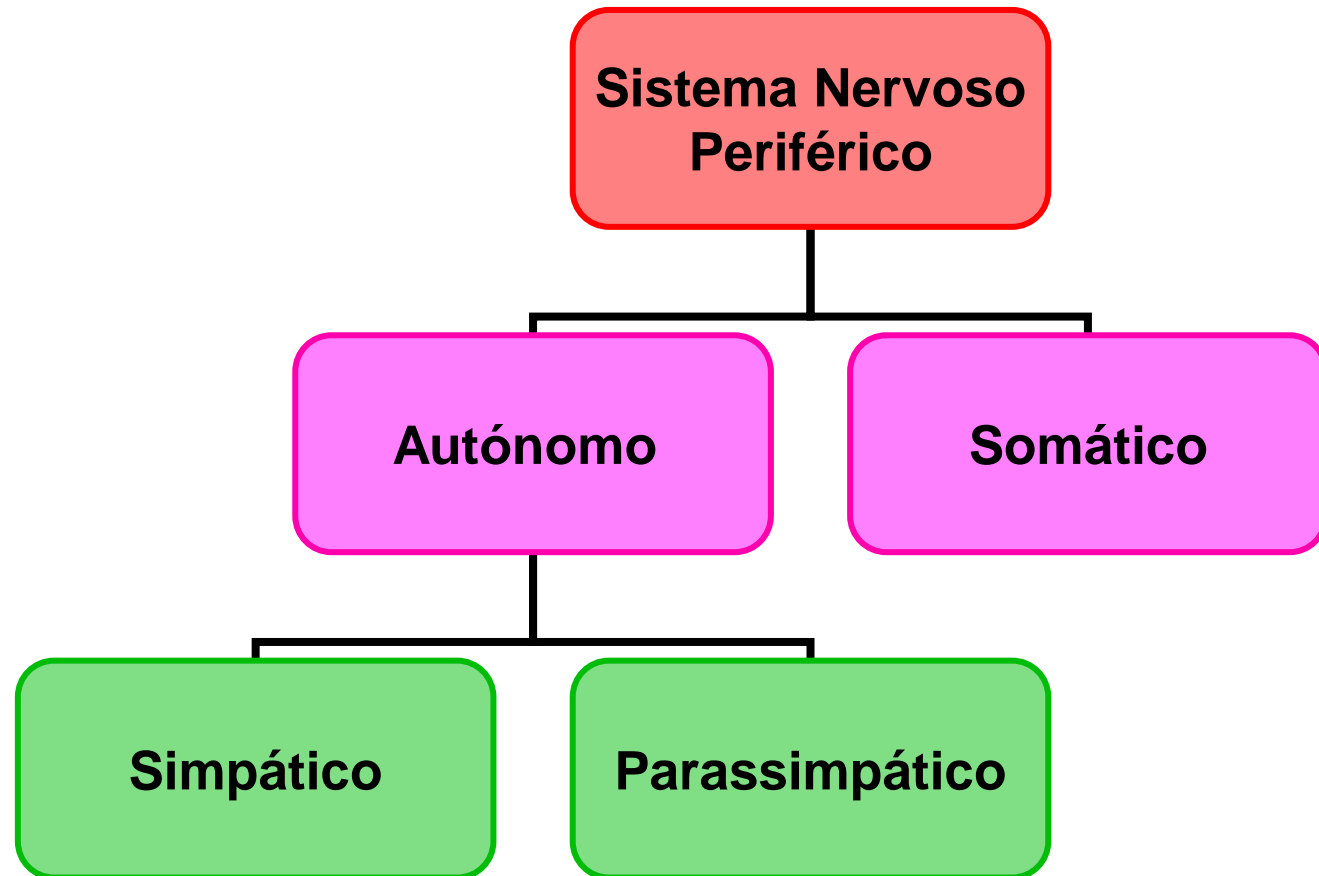 Sistema Nervoso
Periférico
Autónomo
Somático
Simpático
Parassimpático